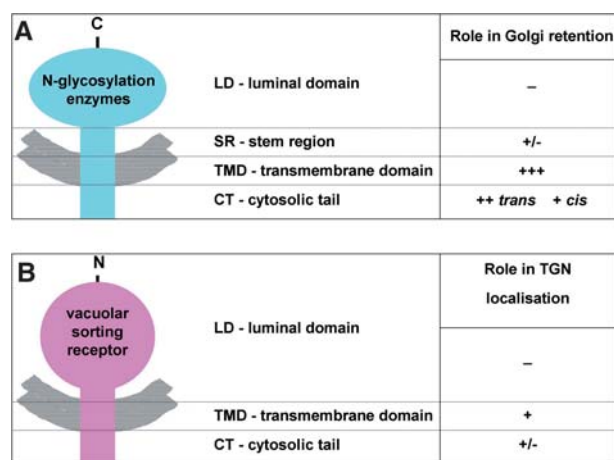 A
C
Role in Golgi retention
N-glycosylation
enzymes
LD - luminal domain
–
SR - stem region
+/-
TMD - transmembrane domain
+++
CT - cytosolic tail
++ trans + cis
B
N
Role in TGN
localisation
vacuolar
sorting
receptor
LD - luminal domain
–
TMD - transmembrane domain
+
CT - cytosolic tail
+/-